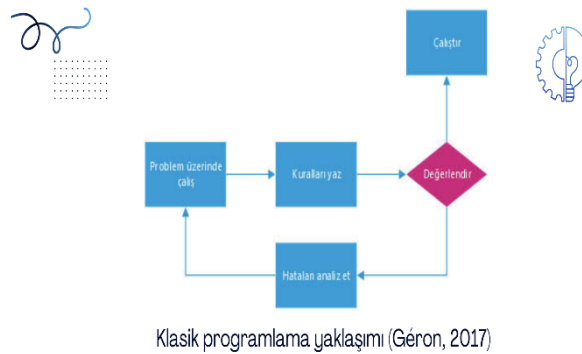 Çalıştır
Problem üzerinde
çalış
Kuralları yaz
Değerlendir
Hataları analiz et
Klasik programlama yaklaşımı (Géron, 2017)